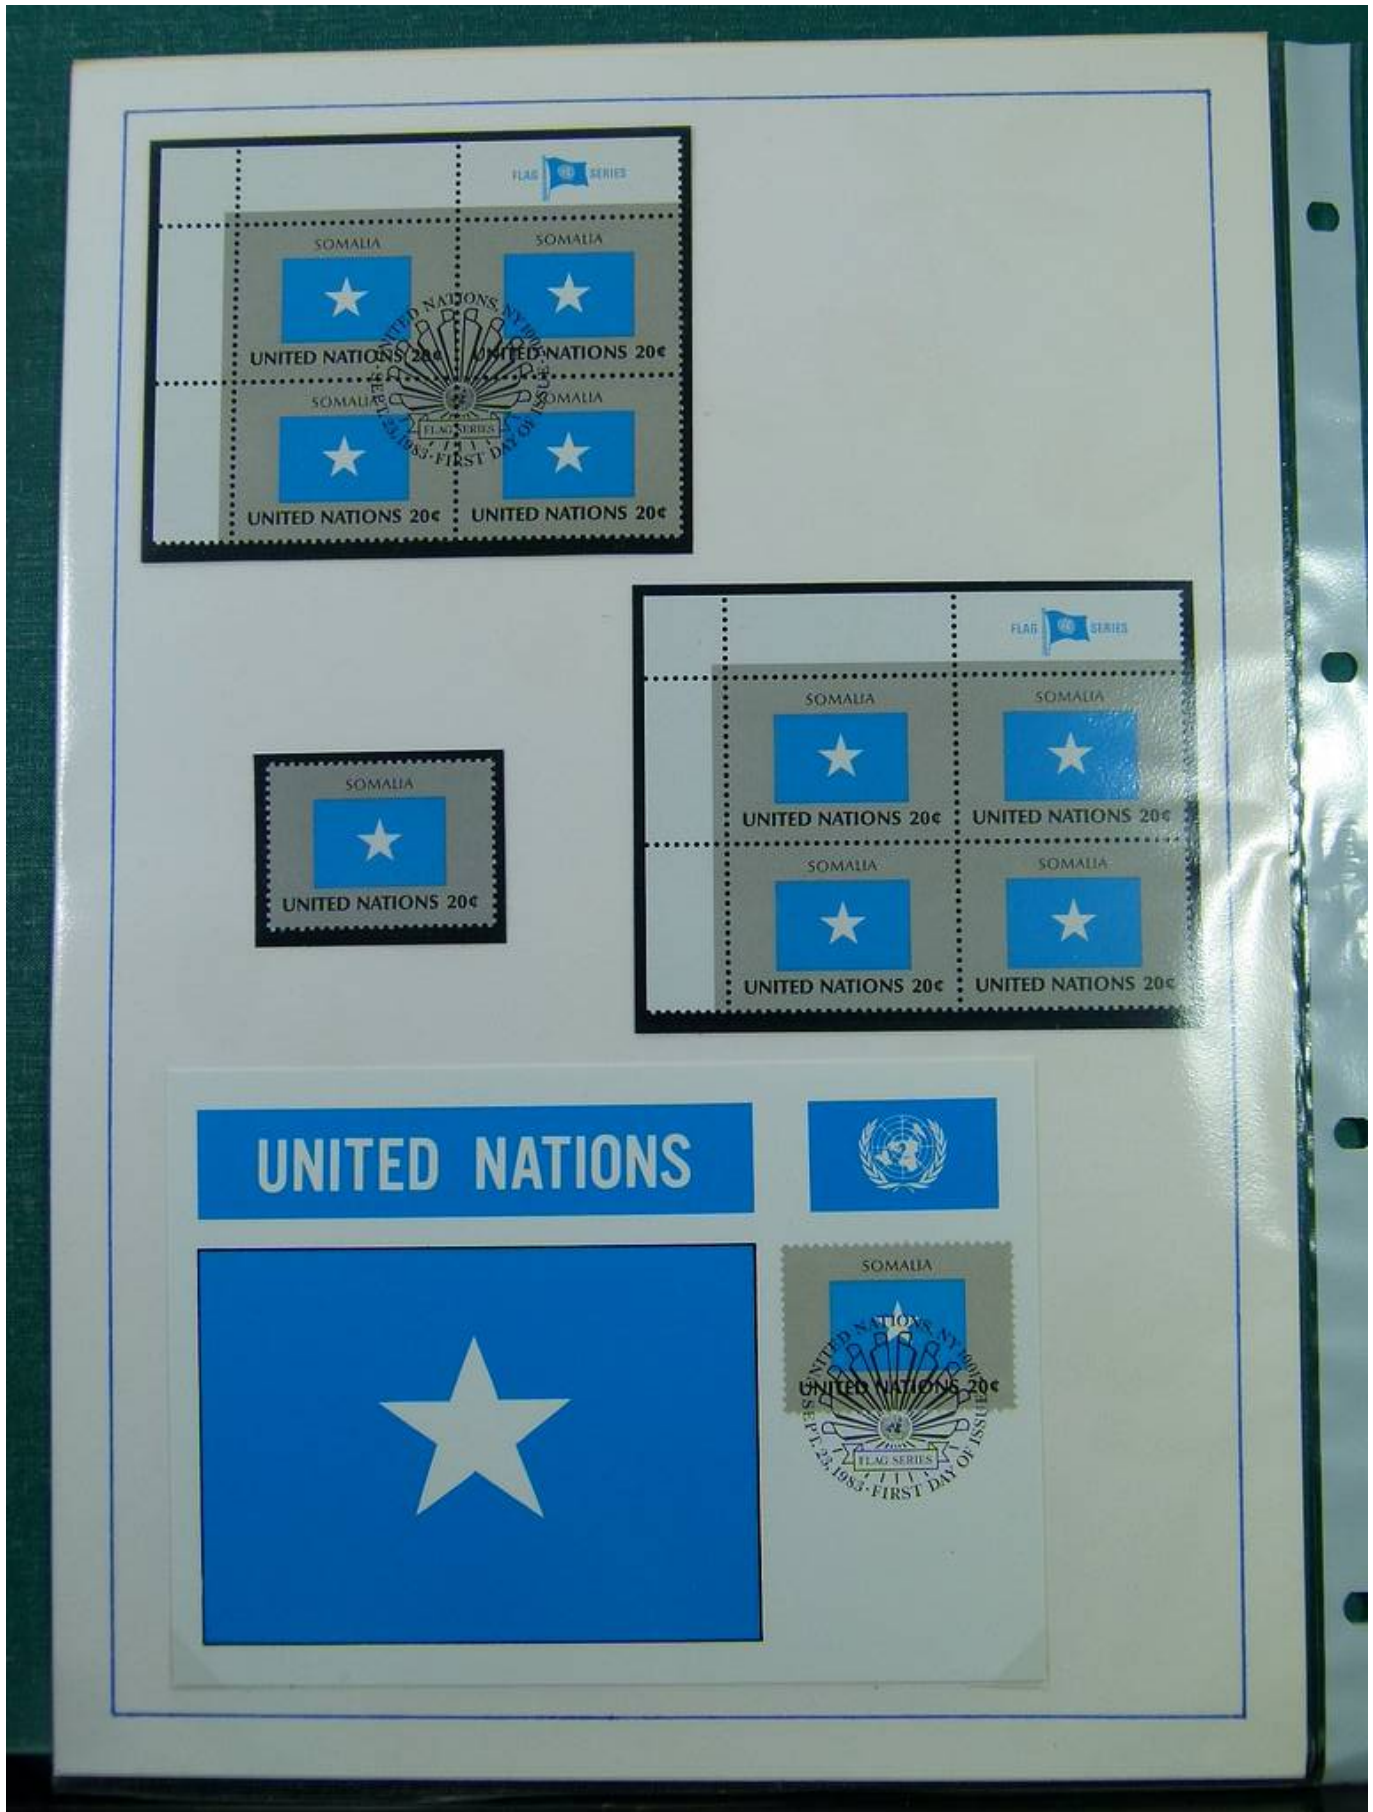 FLAG SERIES
SOMALIA SOMALIA
UNITED NATIONS 20¢ UNITED NATIONS 20¢
SOMALIA SOMALIA
UNITED NATIONS 20¢ UNITED NATIONS 20¢
UNITED NATIONS, NY
SEPT. 23, 1983 · FIRST DAY OF ISSUE
FLAG SERIES
FLAG SERIES
SOMALIA SOMALIA
UNITED NATIONS 20¢ UNITED NATIONS 20¢
SOMALIA SOMALIA
UNITED NATIONS 20¢ UNITED NATIONS 20¢
SOMALIA
UNITED NATIONS 20¢
UNITED NATIONS
SOMALIA
UNITED NATIONS 20¢
UNITED NATIONS, NY
SEPT. 23, 1983 · FIRST DAY OF ISSUE
FLAG SERIES